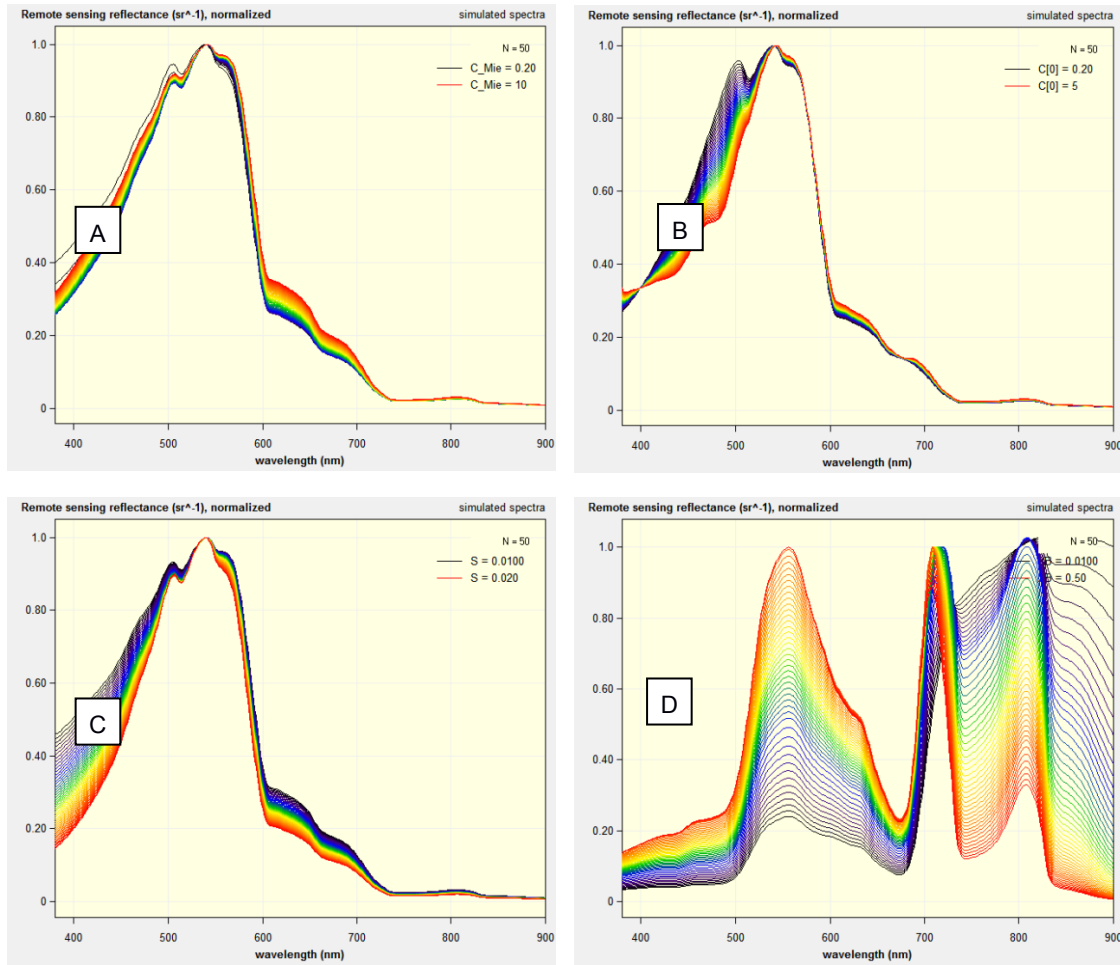 Remote sensing reflectance (sr^-1), normalized simulated spectra
N = 50
C_Mie = 0.20
C_Mie = 10
1.0
0.80
0.60
0.40
0.20
0
A
400 500 600 700 800 900
wavelength (nm)
Remote sensing reflectance (sr^-1), normalized simulated spectra
N = 50
C[0] = 0.20
C[0] = 5
1.0
0.80
0.60
0.40
0.20
0
B
400 500 600 700 800 900
wavelength (nm)
Remote sensing reflectance (sr^-1), normalized simulated spectra
N = 50
S = 0.0100
S = 0.020
1.0
0.80
0.60
0.40
0.20
0
C
400 500 600 700 800 900
wavelength (nm)
Remote sensing reflectance (sr^-1), normalized simulated spectra
N = 50
= 0.0100
= 0.50
1.0
0.80
0.60
0.40
0.20
0
D
400 500 600 700 800 900
wavelength (nm)